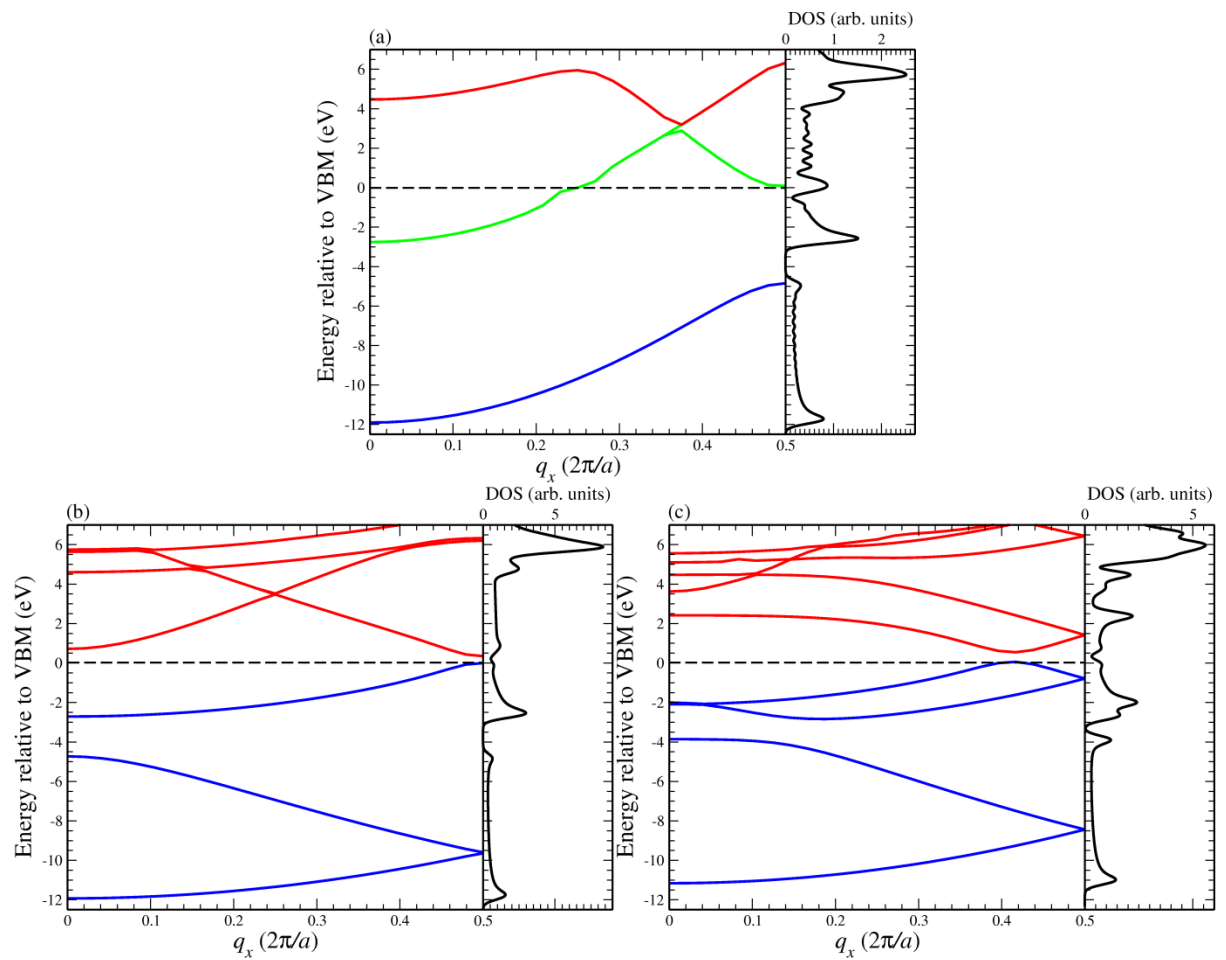 DOS (arb. units)
0 1 2
(a)
6
4
2
0
-2
-4
-6
-8
-10
-12
Energy relative to VBM (eV)
0 0.1 0.2 0.3 0.4 0.5
qx (2π/a)
DOS (arb. units)
0 5
(b)
6
4
2
0
-2
-4
-6
-8
-10
-12
Energy relative to VBM (eV)
0 0.1 0.2 0.3 0.4 0.5
qx (2π/a)
DOS (arb. units)
0 5
(c)
6
4
2
0
-2
-4
-6
-8
-10
-12
Energy relative to VBM (eV)
0 0.1 0.2 0.3 0.4 0.5
qx (2π/a)